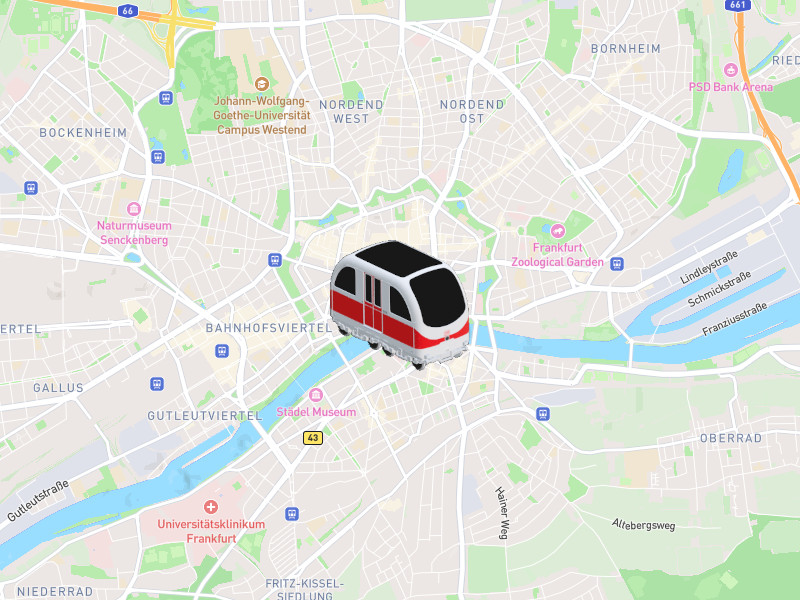 66
661
BORNHEIM
RIED
PSD Bank Arena
Johann-Wolfgang-
Goethe-Universität
Campus Westend
NORDEND
WEST
NORDEND
OST
BOCKENHEIM
Naturmuseum
Senckenberg
Frankfurt
Zoological Garden
Lindleystraße
Schmickstraße
Franziusstraße
IERTEL
BAHNHOFSVIERTEL
GALLUS
GUTLEUTVIERTEL
Städel Museum
43
OBERRAD
Gutleutstraße
Hainer Weg
Affebergsweg
Universitätsklinikum
Frankfurt
NIEDERRAD
FRITZ-KISSEL-
SIEDLUNG